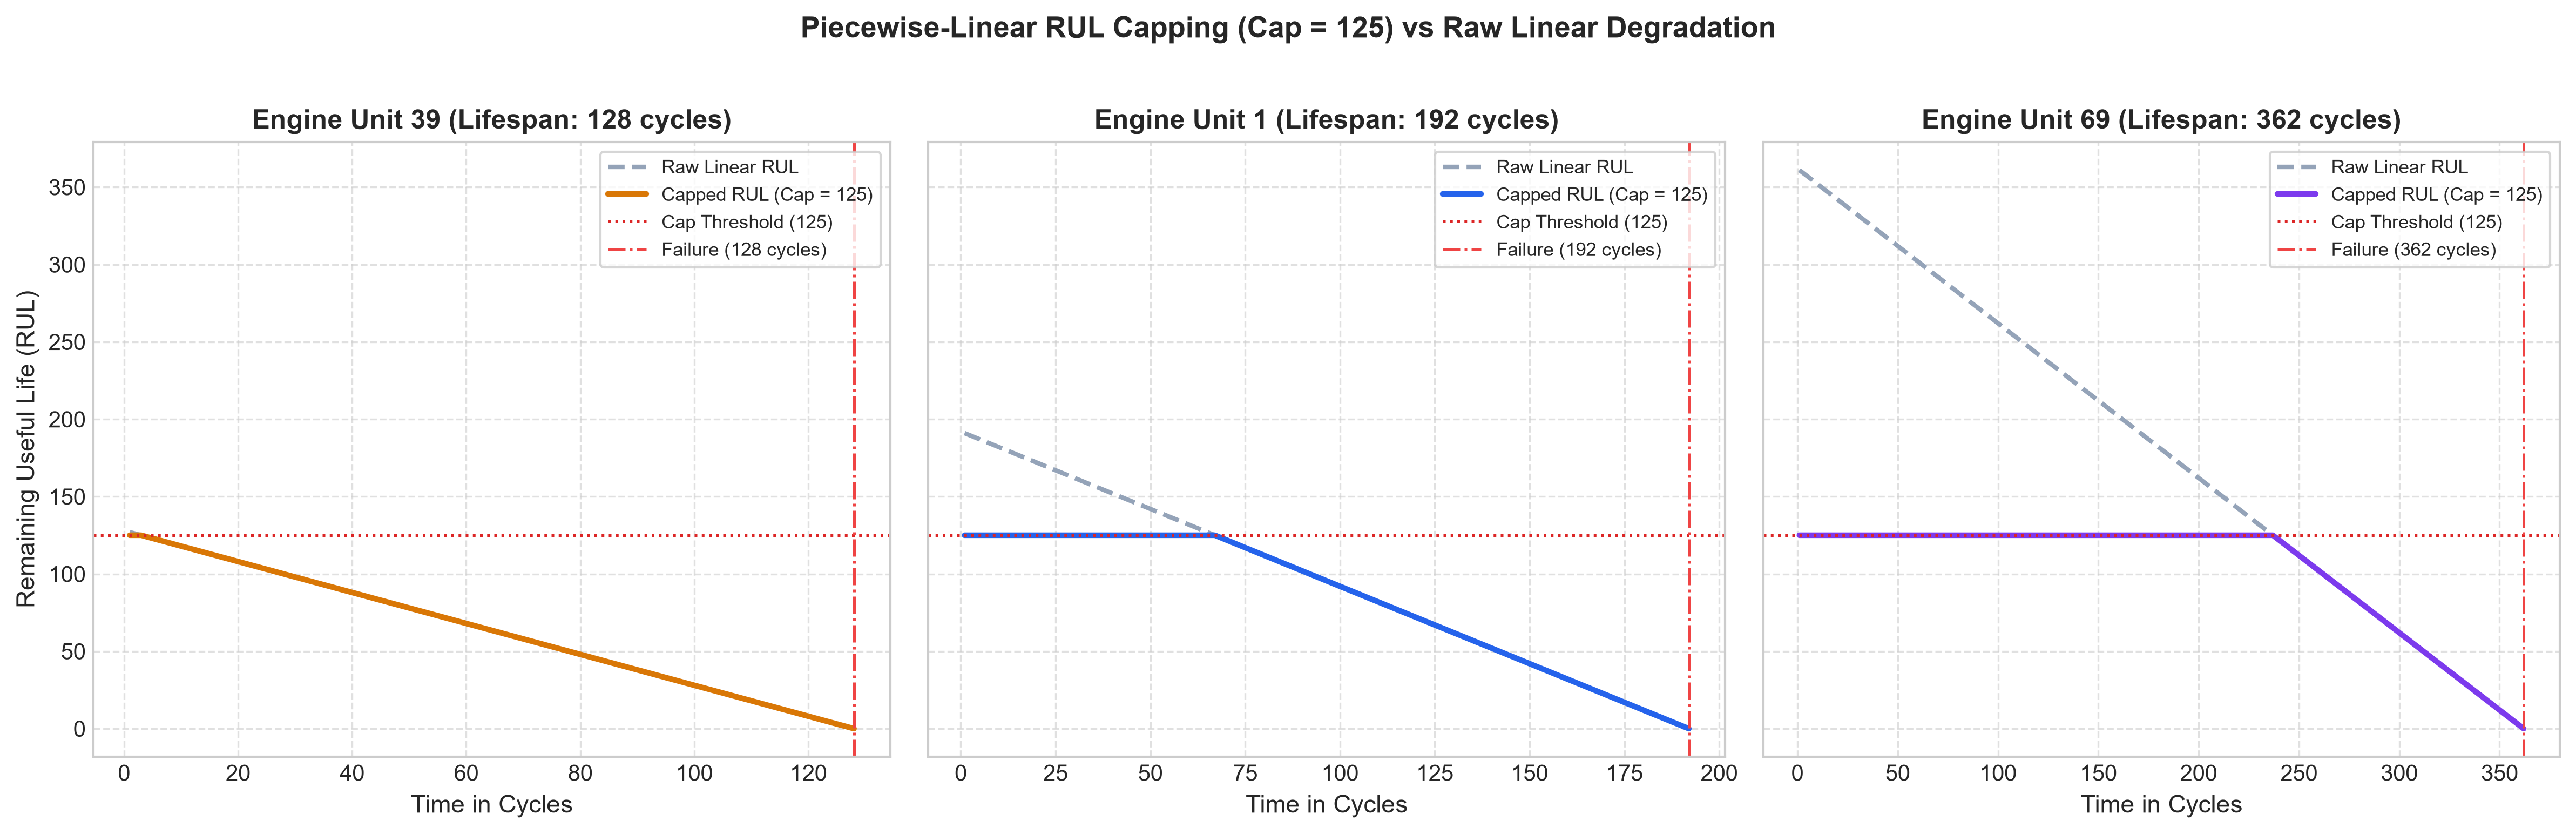 Piecewise-Linear RUL Capping (Cap = 125) vs Raw Linear Degradation
Engine Unit 39 (Lifespan: 128 cycles)
Remaining Useful Life (RUL)
350
300
250
200
150
100
50
0
Raw Linear RUL
Capped RUL (Cap = 125)
Cap Threshold (125)
Failure (128 cycles)
0 20 40 60 80 100 120
Time in Cycles
Engine Unit 1 (Lifespan: 192 cycles)
Raw Linear RUL
Capped RUL (Cap = 125)
Cap Threshold (125)
Failure (192 cycles)
0 25 50 75 100 125 150 175 200
Time in Cycles
Engine Unit 69 (Lifespan: 362 cycles)
Raw Linear RUL
Capped RUL (Cap = 125)
Cap Threshold (125)
Failure (362 cycles)
0 50 100 150 200 250 300 350
Time in Cycles